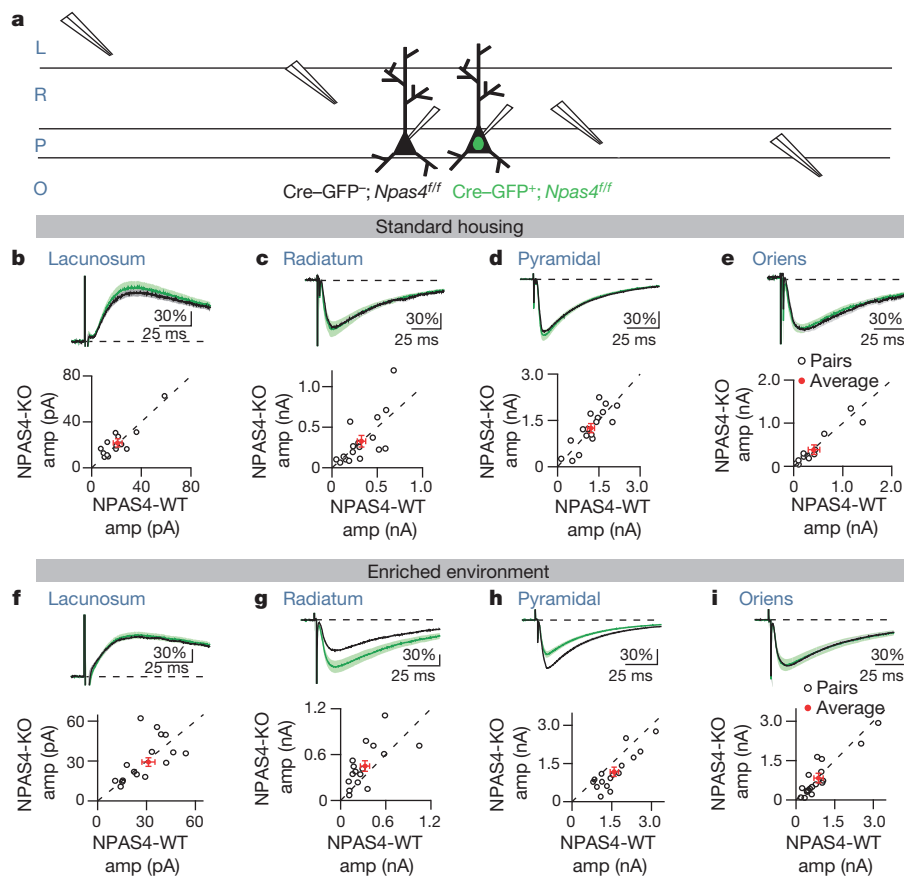 a
L
R
P
O
Cre–GFP⁻; Npas4^f/f Cre–GFP⁺; Npas4^f/f
Standard housing
b Lacunosum
30%
25 ms
80
40
0
0 40 80
NPAS4-KO
amp (pA)
NPAS4-WT
amp (pA)
c Radiatum
30%
25 ms
1.0
0.5
0
0 0.5 1.0
NPAS4-KO
amp (nA)
NPAS4-WT
amp (nA)
d Pyramidal
30%
25 ms
3.0
1.5
0
0 1.5 3.0
NPAS4-KO
amp (nA)
NPAS4-WT
amp (nA)
e Oriens
30%
25 ms
Pairs
Average
2.0
1.0
0
0 1.0 2.0
NPAS4-KO
amp (nA)
NPAS4-WT
amp (nA)
Enriched environment
f Lacunosum
30%
25 ms
60
30
0
0 30 60
NPAS4-KO
amp (pA)
NPAS4-WT
amp (pA)
g Radiatum
30%
25 ms
1.2
0.6
0
0 0.6 1.2
NPAS4-KO
amp (nA)
NPAS4-WT
amp (nA)
h Pyramidal
30%
25 ms
3.0
1.5
0
0 1.5 3.0
NPAS4-KO
amp (nA)
NPAS4-WT
amp (nA)
i Oriens
30%
25 ms
Pairs
Average
3.0
1.5
0
0 1.5 3.0
NPAS4-KO
amp (nA)
NPAS4-WT
amp (nA)